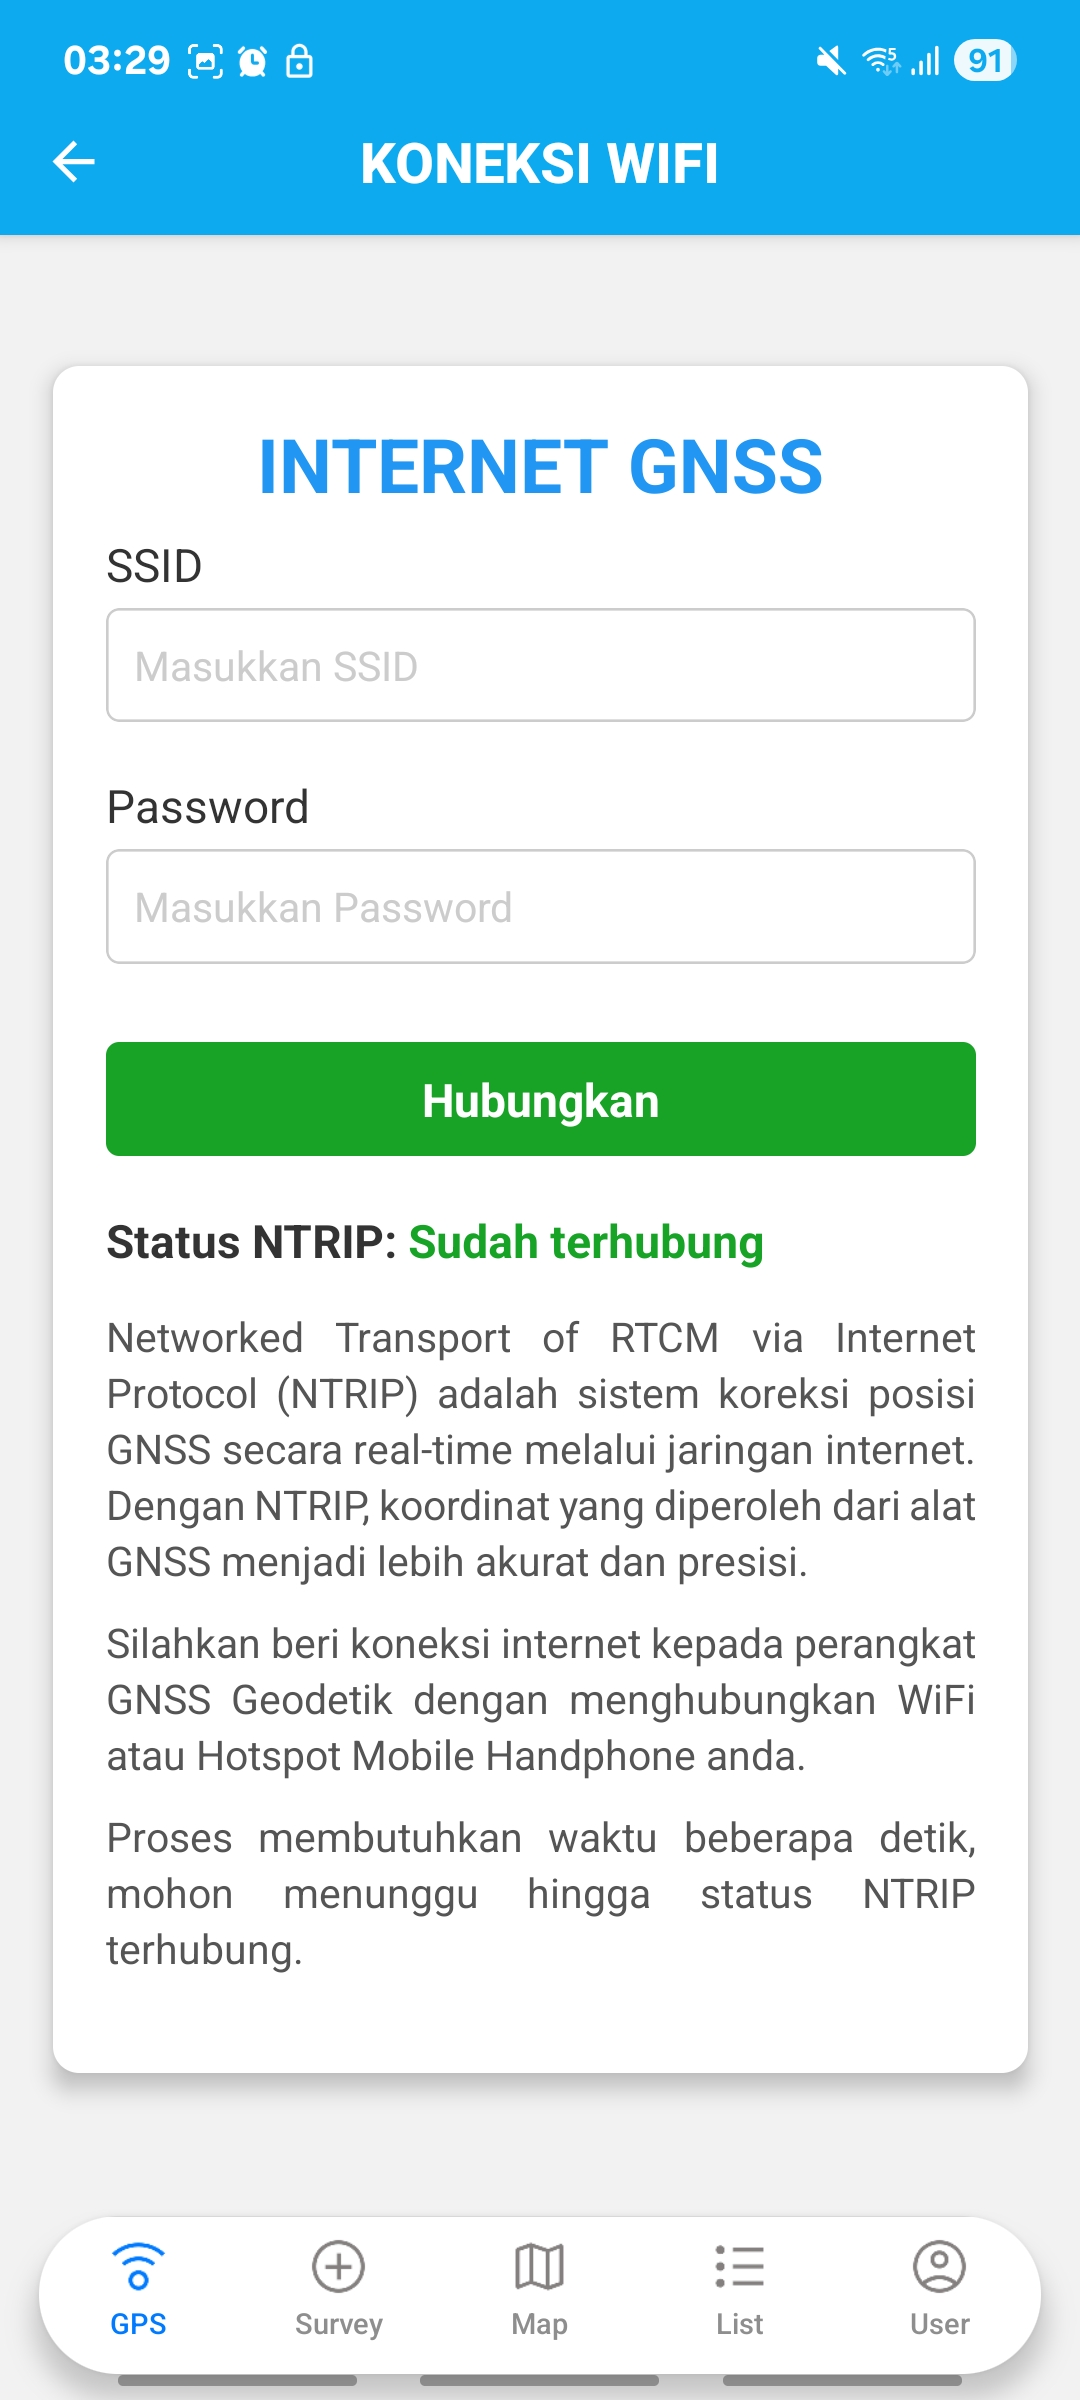 03:29
5
91
KONEKSI WIFI
INTERNET GNSS
SSID
Masukkan SSID
Password
Masukkan Password
Hubungkan
Status NTRIP: Sudah terhubung
Networked Transport of RTCM via Internet
Protocol (NTRIP) adalah sistem koreksi posisi
GNSS secara real-time melalui jaringan internet.
Dengan NTRIP, koordinat yang diperoleh dari alat
GNSS menjadi lebih akurat dan presisi.
Silahkan beri koneksi internet kepada perangkat
GNSS Geodetik dengan menghubungkan WiFi
atau Hotspot Mobile Handphone anda.
Proses membutuhkan waktu beberapa detik,
mohon menunggu hingga status NTRIP
terhubung.
GPS
Survey
Map
List
User